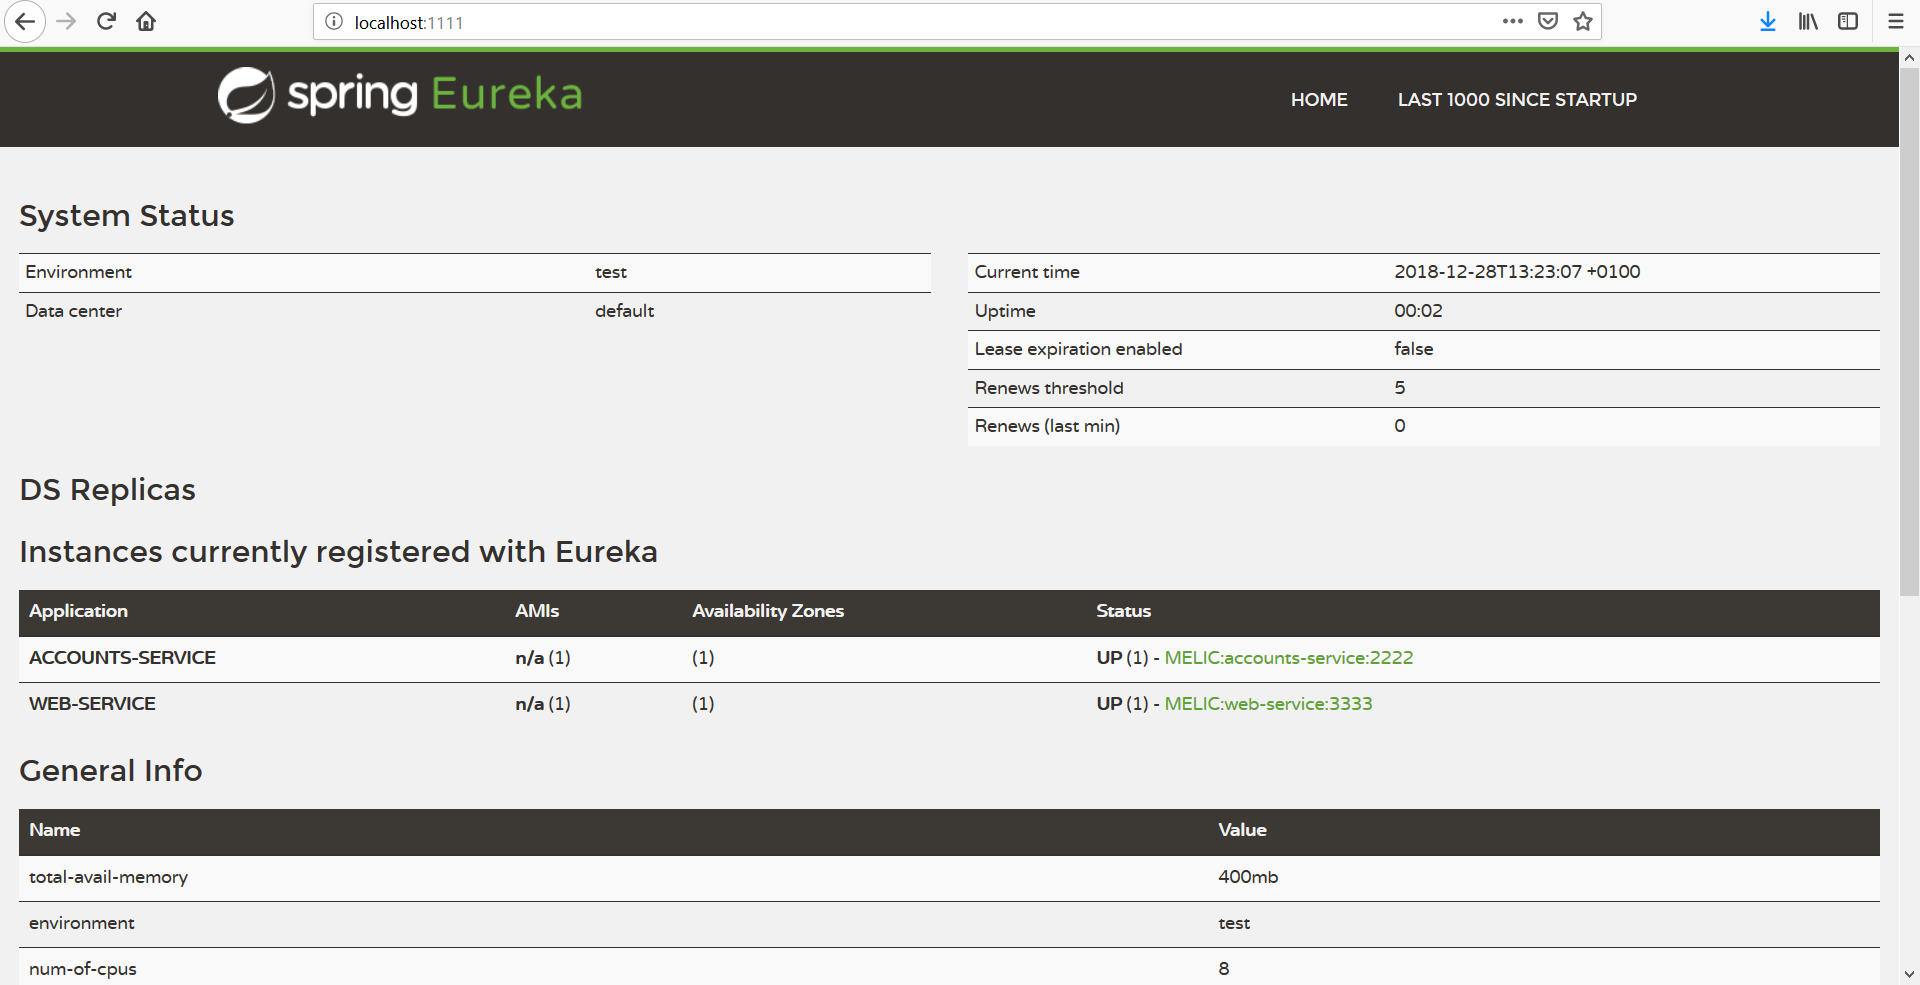 localhost:1111
spring Eureka
HOME LAST 1000 SINCE STARTUP
System Status
Environment test
Data center default
Current time 2018-12-28T13:23:07 +0100
Uptime 00:02
Lease expiration enabled false
Renews threshold 5
Renews (last min) 0
DS Replicas
Instances currently registered with Eureka
Application AMIs Availability Zones Status
ACCOUNTS-SERVICE n/a (1) (1) UP (1) - MELIC:accounts-service:2222
WEB-SERVICE n/a (1) (1) UP (1) - MELIC:web-service:3333
General Info
Name Value
total-avail-memory 400mb
environment test
num-of-cpus 8